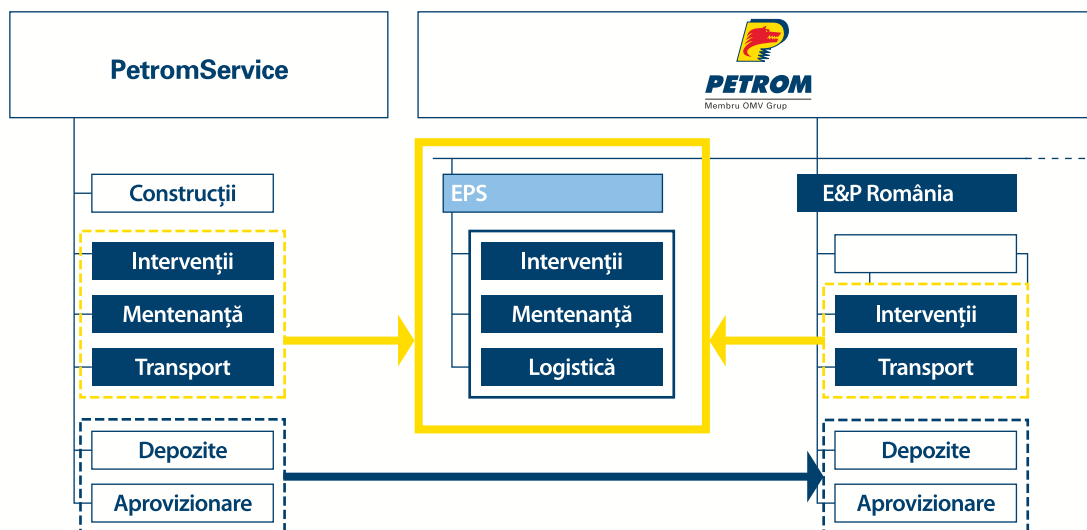 PetromService
PETROM
Membru OMV Grup
Construcții
Intervenții
Mentenanță
Transport
Depozite
Aprovizionare
EPS
Intervenții
Mentenanță
Logistică
E&P România
Intervenții
Transport
Depozite
Aprovizionare